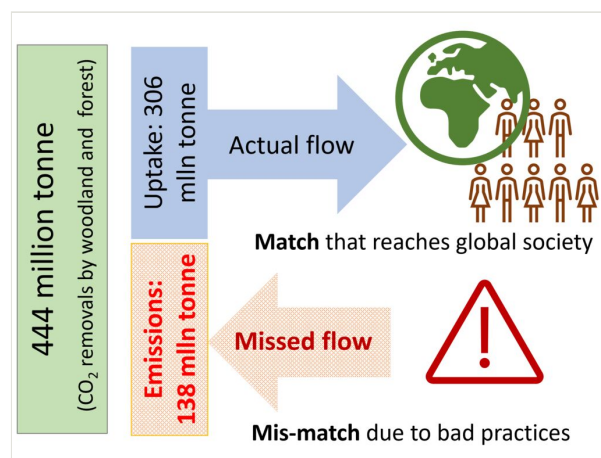 444 million tonne
(CO₂ removals by woodland and forest)
Uptake: 306
mlln tonne
Actual flow
Match that reaches global society
Emissions:
138 mlln tonne
Missed flow
Mis-match due to bad practices